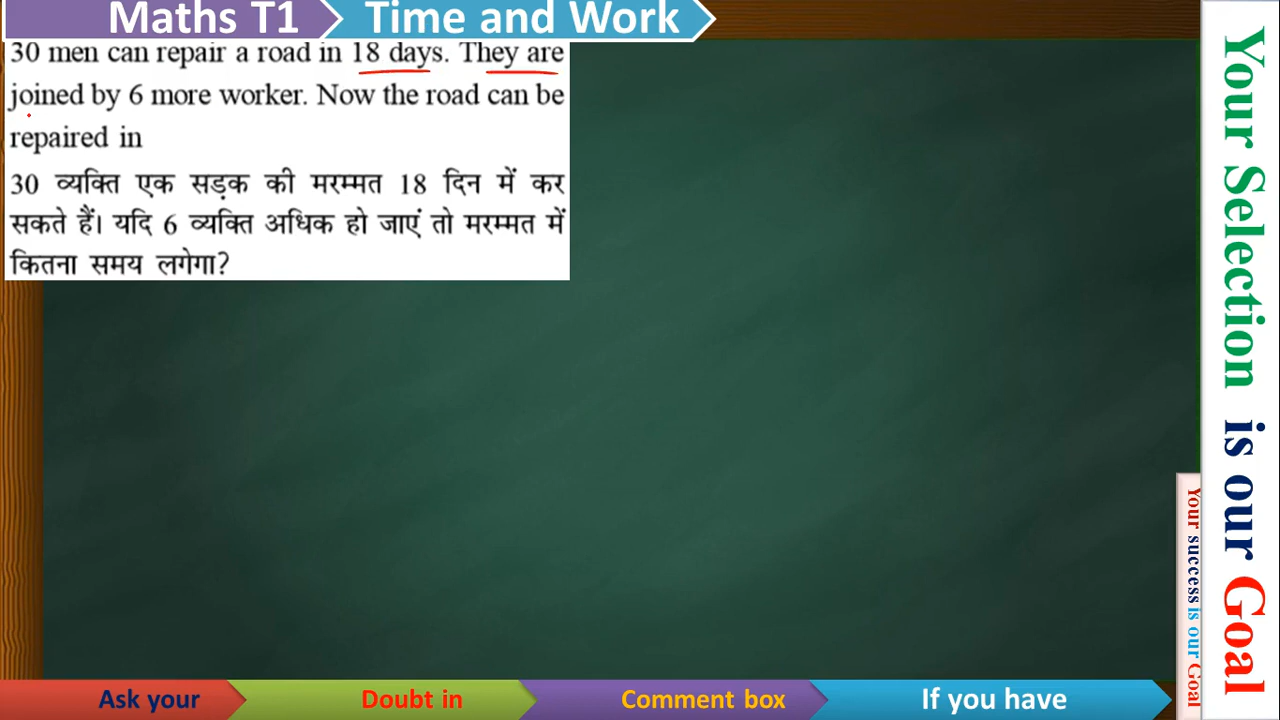 Maths T1 Time and Work
30 men can repair a road in 18 days. They are
joined by 6 more worker. Now the road can be
repaired in
30 व्यक्ति एक सड़क की मरम्मत 18 दिन में कर
सकते हैं। यदि 6 व्यक्ति अधिक हो जाएं तो मरम्मत में
कितना समय लगेगा?
Your Selection is our Goal
Your success is our Goal
Ask your Doubt in Comment box If you have